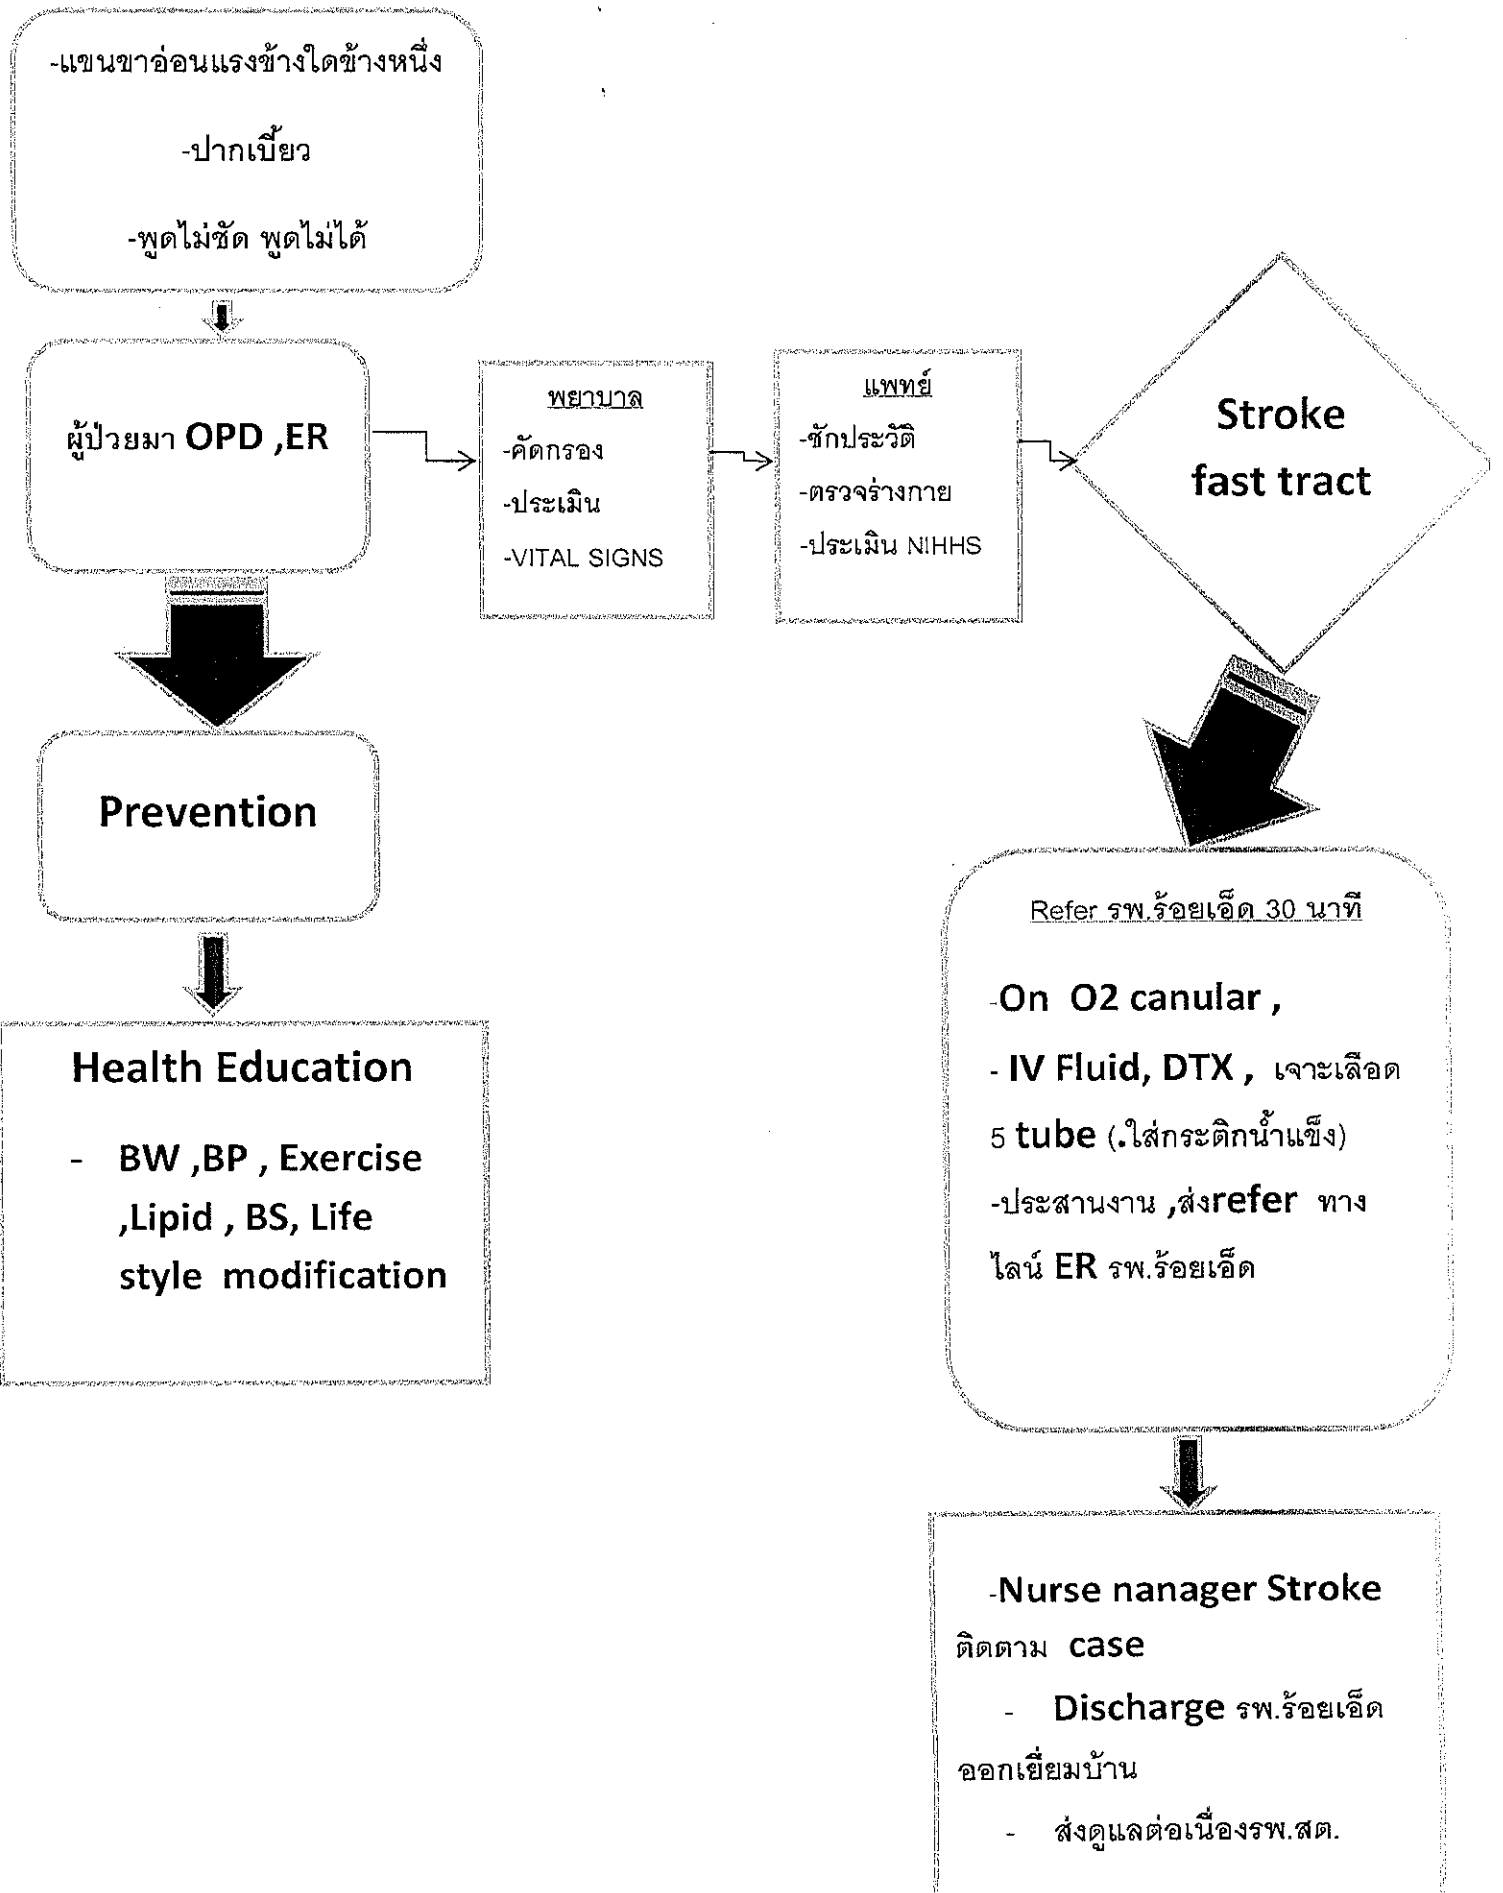 -แขนขาอ่อนแรงข้างใดข้างหนึ่ง
-ปากเบี้ยว
-พูดไม่ชัด พูดไม่ได้
ผู้ป่วยมา OPD ,ER
พยาบาล
-คัดกรอง
-ประเมิน
-VITAL SIGNS
แพทย์
-ซักประวัติ
-ตรวจร่างกาย
-ประเมิน NIHHS
Stroke
fast tract
Prevention
Health Education
- BW ,BP , Exercise
,Lipid , BS, Life
style modification
Refer รพ.ร้อยเอ็ด 30 นาที
-On O2 canular ,
- IV Fluid, DTX , เจาะเลือด
5 tube (.ใส่กระติกน้ำแข็ง)
-ประสานงาน ,ส่งrefer ทาง
ไลน์ ER รพ.ร้อยเอ็ด
-Nurse nanager Stroke
ติดตาม case
- Discharge รพ.ร้อยเอ็ด
ออกเยี่ยมบ้าน
- ส่งดูแลต่อเนื่องรพ.สต.